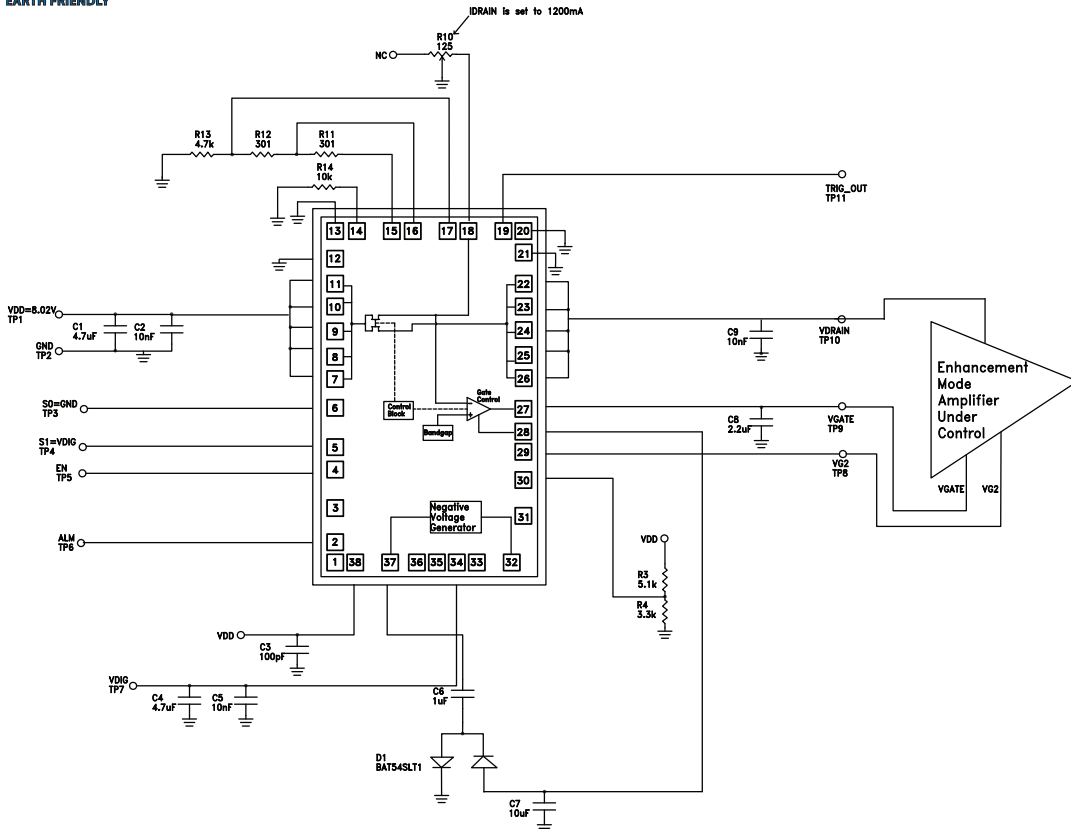 EARTH FRIENDLY
IDRAIN is set to 1200mA
R10
125
NC
R13
4.7k
R12
301
R11
301
R14
10k
TRIG_OUT
TP11
13
14
15
16
17
18
19
20
21
12
11
10
9
8
7
6
5
4
3
2
1
38
37
36
35
34
33
32
22
23
24
25
26
27
28
29
30
31
VDD=8.02V
TP1
C1
4.7uF
C2
10nF
GND
TP2
S0=GND
TP3
S1=VDIG
TP4
EN
TP5
ALM
TP6
Control
Block
Gate
Control
Bandgap
Negative
Voltage
Generator
C9
10nF
VDRAIN
TP10
C8
2.2uF
VGATE
TP9
VG2
TP8
Enhancement
Mode
Amplifier
Under
Control
VGATE
VG2
VDD
R3
5.1k
R4
3.3k
VDD
C3
100pF
VDIG
TP7
C4
4.7uF
C5
10nF
C6
1uF
D1
BAT54SLT1
C7
10uF